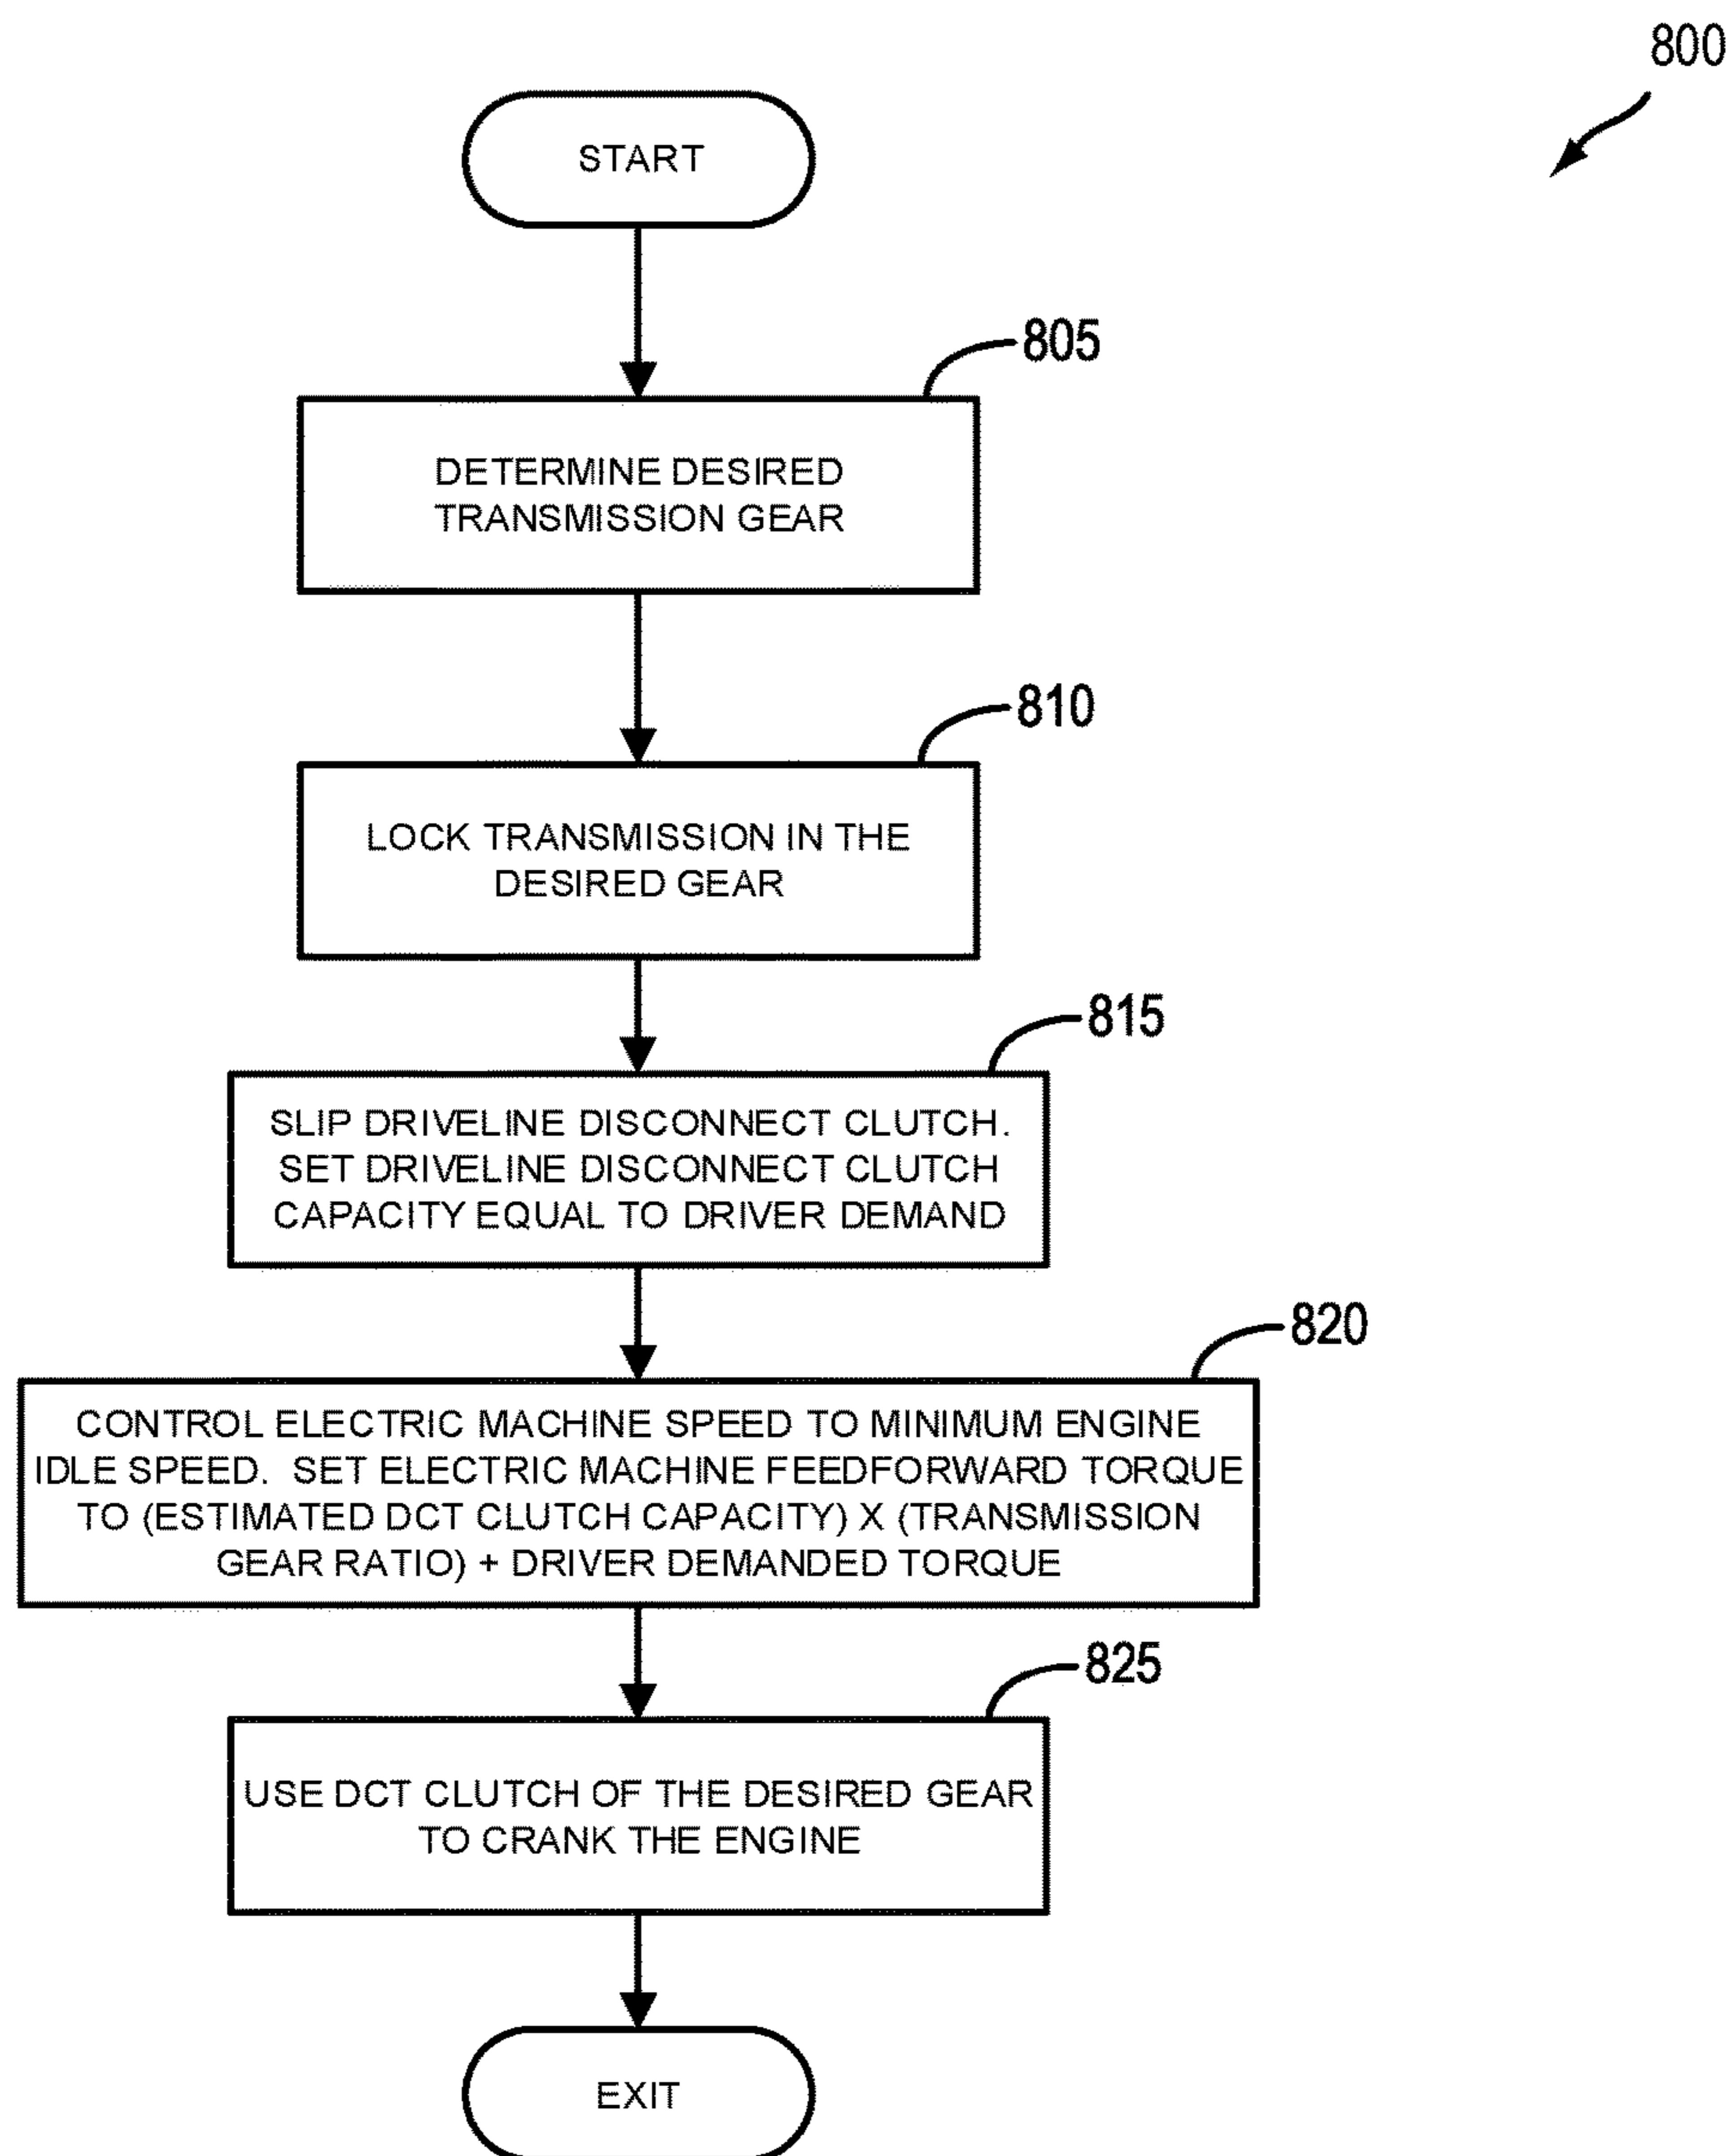 800
START
805
DETERMINE DESIRED
TRANSMISSION GEAR
810
LOCK TRANSMISSION IN THE
DESIRED GEAR
815
SLIP DRIVELINE DISCONNECT CLUTCH.
SET DRIVELINE DISCONNECT CLUTCH
CAPACITY EQUAL TO DRIVER DEMAND
820
CONTROL ELECTRIC MACHINE SPEED TO MINIMUM ENGINE
IDLE SPEED. SET ELECTRIC MACHINE FEEDFORWARD TORQUE
TO (ESTIMATED DCT CLUTCH CAPACITY) X (TRANSMISSION
GEAR RATIO) + DRIVER DEMANDED TORQUE
825
USE DCT CLUTCH OF THE DESIRED GEAR
TO CRANK THE ENGINE
EXIT